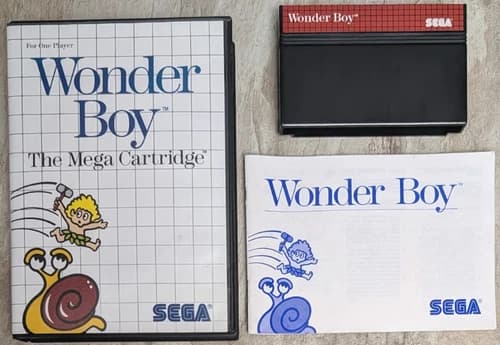 For One Player
Wonder
Boy™
The Mega Cartridge™
SEGA
Wonder Boy™
SEGA
Wonder Boy™
SEGA